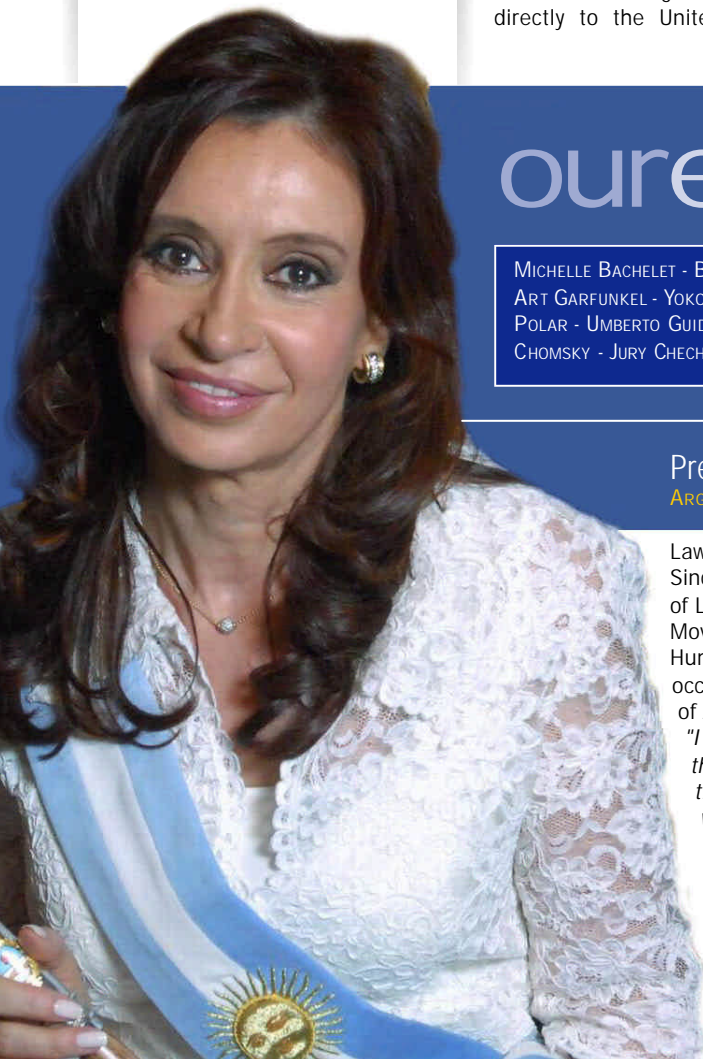 directly to the Unite
oure
Michelle Bachelet - B
Art Garfunkel - Yoko
Polar - Umberto Guid
Chomsky - Jury Chech
Pre
Arg
Law
Sinc
of L
Mov
Hum
occ
of
"I
th
t